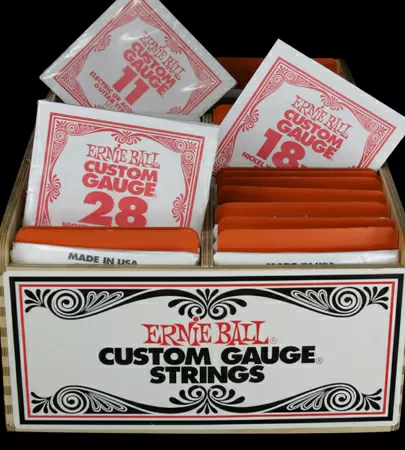 ERNIE BALL
CUSTOM
GAUGE®
11
ERNIE BALL
CUSTOM
GAUGE®
18
NICKEL
ERNIE BALL
CUSTOM
GAUGE®
28
MADE IN USA
ERNIE BALL®
CUSTOM GAUGE®
STRINGS